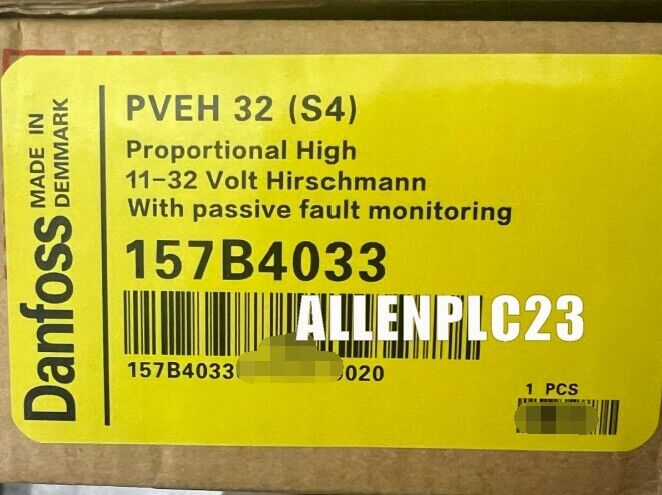 PVEH 32 (S4)
Proportional High
11-32 Volt Hirschmann
With passive fault monitoring
157B4033
ALLENPLC23
157B4033
020
1 PCS
Danfoss
MADE IN
DEMMARK